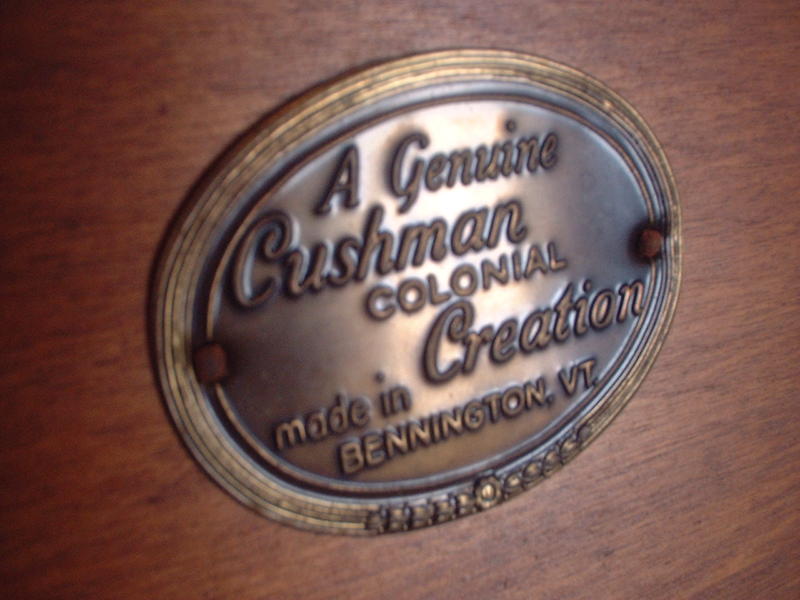 A Genuine
Cushman
COLONIAL
Creation
made in
BENNINGTON, VT.